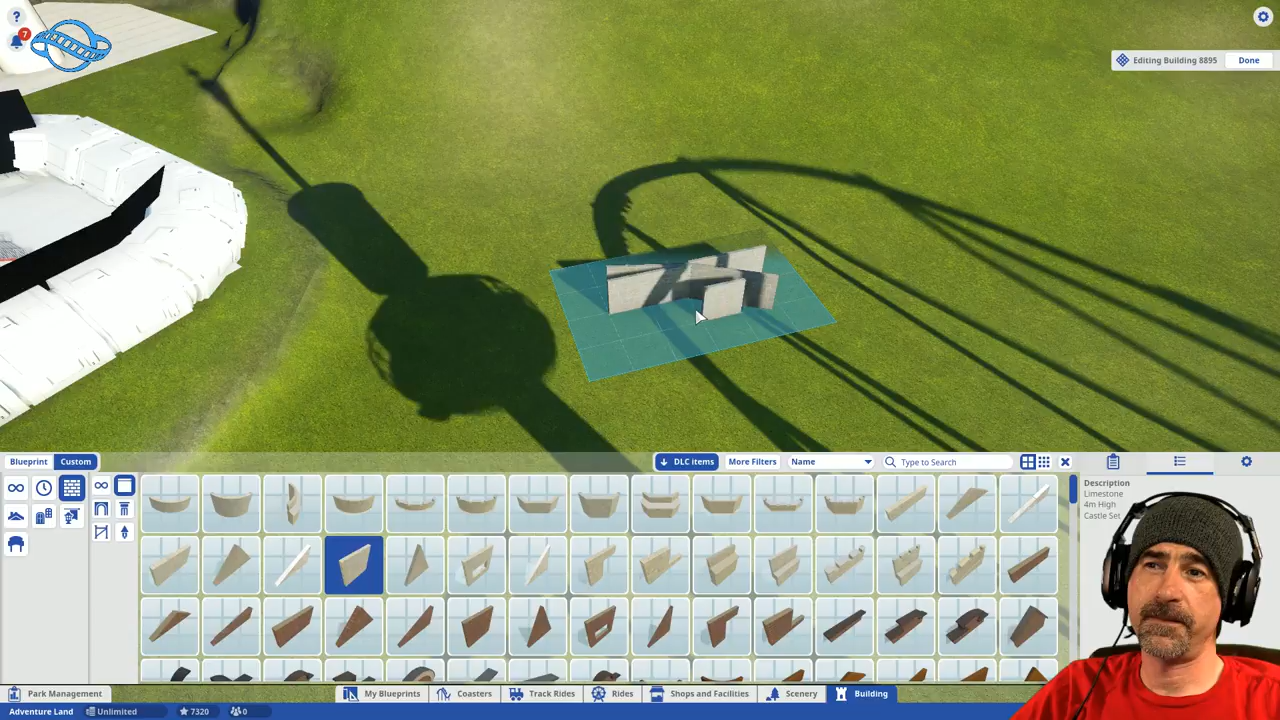 ?
7
Editing Building 8895
Done
Blueprint
Custom
DLC items
More Filters
Name
Type to Search
Description
Limestone
4m High
Castle Set
Park Management
My Blueprints
Coasters
Track Rides
Rides
Shops and Facilities
Scenery
Building
Adventure Land
Unlimited
7320
0